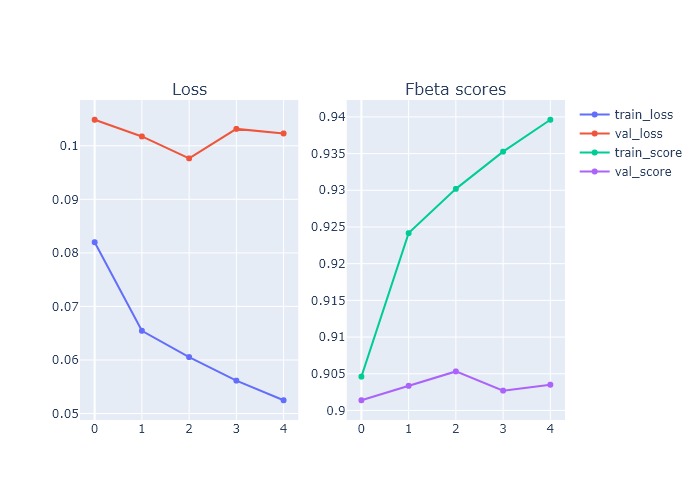 Loss
Fbeta scores
0.1
0.09
0.08
0.07
0.06
0.05
0 1 2 3 4
0.94
0.935
0.93
0.925
0.92
0.915
0.91
0.905
0.9
0 1 2 3 4
train_loss
val_loss
train_score
val_score